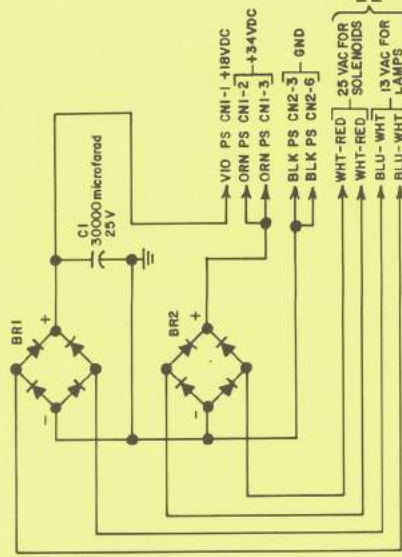 BR1
+
-
C1
30000 microfarad
25V
BR2
+
-
VIO PS CN1-1 +18VDC
ORN PS CN1-2
ORN PS CN1-3
+34VDC
BLK PS CN2-3
BLK PS CN2-6
GND
WHT-RED
WHT-RED
25 VAC FOR
SOLENOIDS
BLU-WHT
BLU-WHT
13 VAC FOR
LAMPS